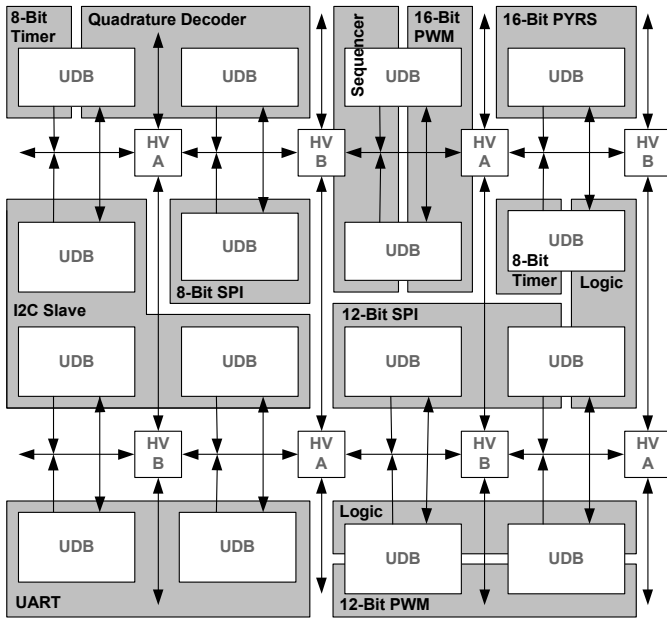 8-Bit
Timer
Quadrature Decoder
Sequencer
16-Bit
PWM
16-Bit PYRS
UDB
UDB
UDB
UDB
HV
A
HV
B
HV
A
HV
B
UDB
UDB
UDB
UDB
8-Bit
Timer
Logic
8-Bit SPI
I2C Slave
12-Bit SPI
UDB
UDB
UDB
UDB
HV
B
HV
A
HV
B
HV
A
Logic
UDB
UDB
UDB
UDB
UART
12-Bit PWM